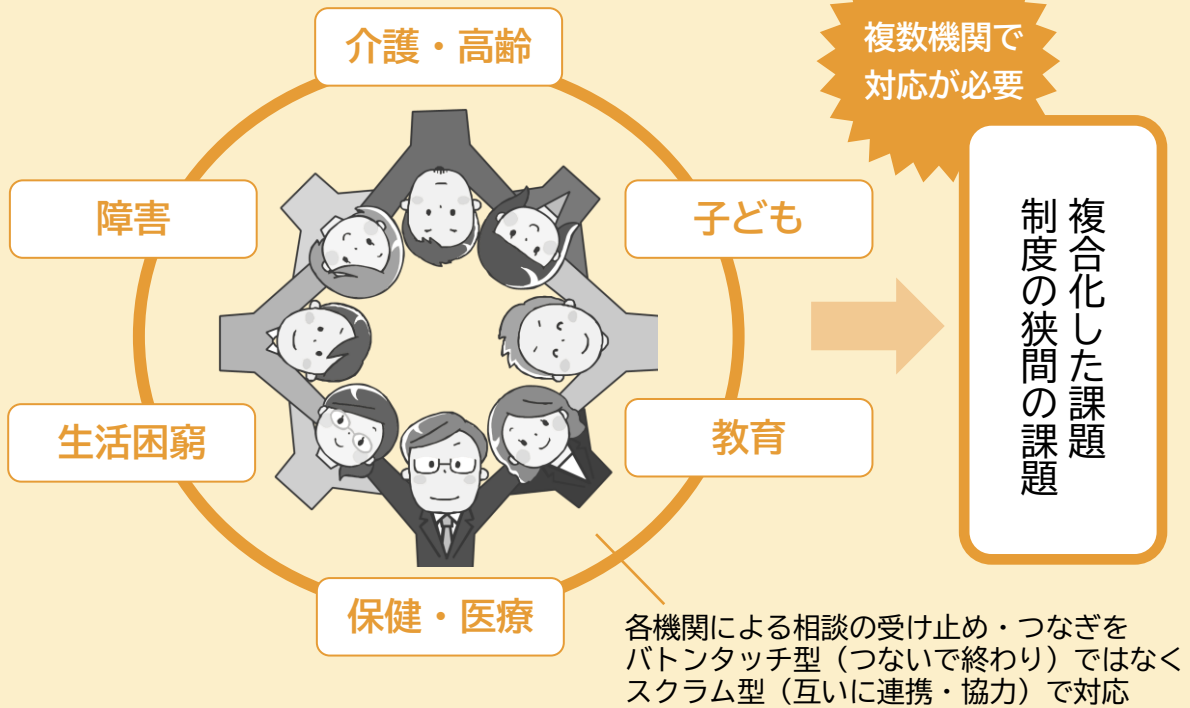 介護・高齢
複数機関で
対応が必要
障害
子ども
複合化した課題
制度の狭間の課題
生活困窮
教育
保健・医療
各機関による相談の受け止め・つなぎを
バトンタッチ型（つないで終わり）ではなく
スクラム型（互いに連携・協力）で対応